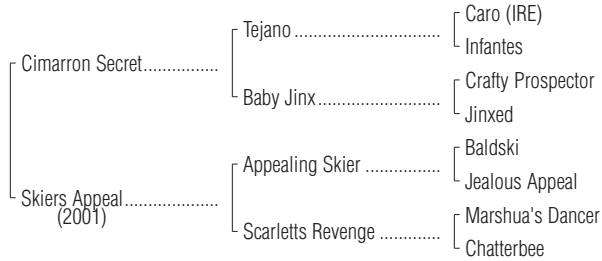 Caro (IRE)
Tejano
Infantes
Cimarron Secret
Crafty Prospector
Baby Jinx
Jinxed
Baldski
Appealing Skier
Jealous Appeal
Skiers Appeal
(2001)
Marshua's Dancer
Scarletts Revenge
Chatterbee